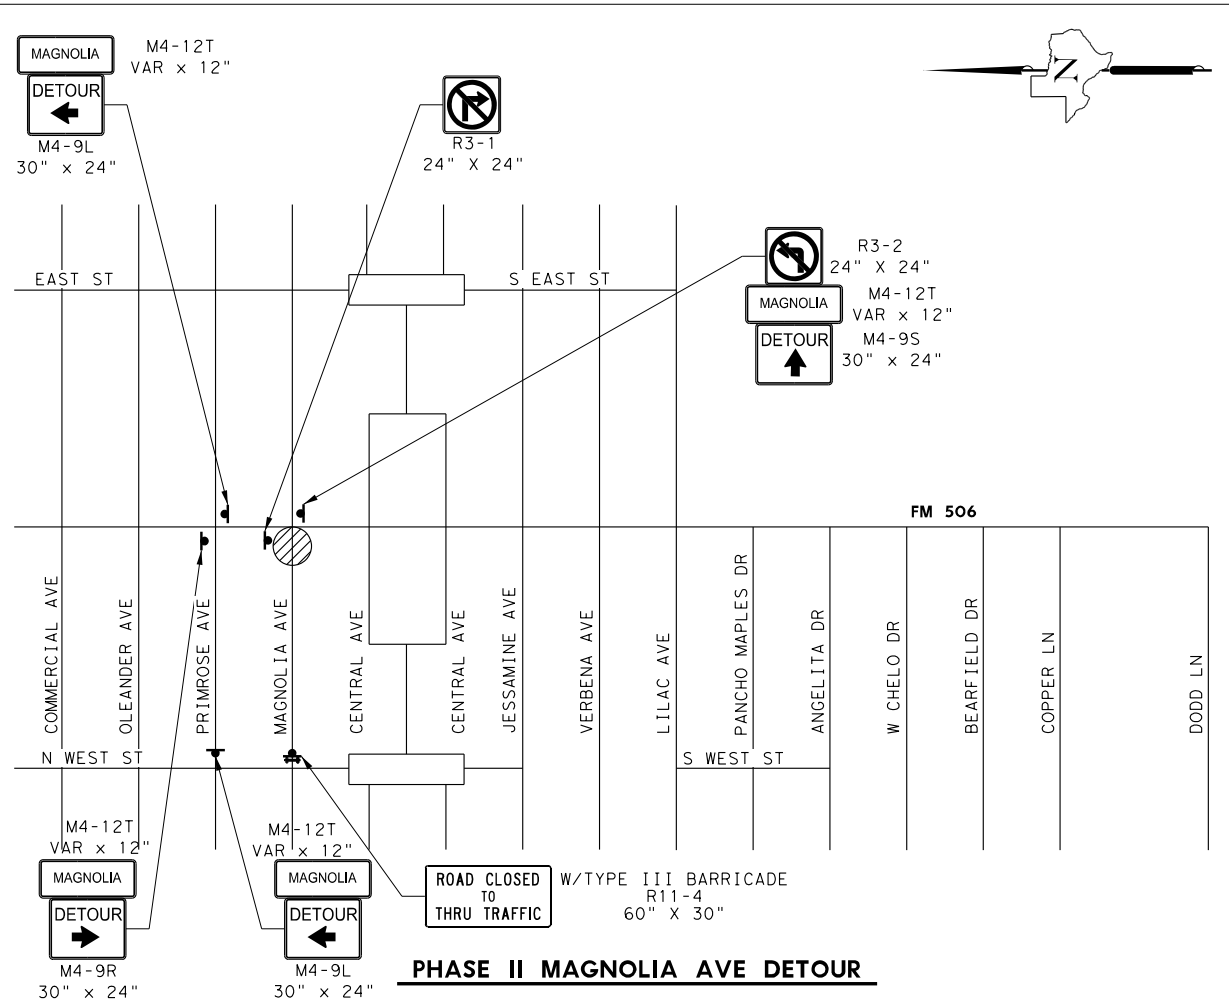 MAGNOLIA
M4-12T
VAR x 12"
DETOUR
M4-9L
30" x 24"
R3-1
24" X 24"
N
R3-2
24" X 24"
MAGNOLIA
M4-12T
VAR x 12"
DETOUR
M4-9S
30" x 24"
EAST ST
S EAST ST
FM 506
COMMERCIAL AVE
OLEANDER AVE
PRIMROSE AVE
MAGNOLIA AVE
CENTRAL AVE
CENTRAL AVE
JESSAMINE AVE
VERBENA AVE
LILAC AVE
PANCHO MAPLES DR
ANGELITA DR
W CHELO DR
BEARFIELD DR
COPPER LN
DODD LN
N WEST ST
S WEST ST
M4-12T
VAR x 12"
MAGNOLIA
DETOUR
M4-9R
30" x 24"
M4-12T
VAR x 12"
MAGNOLIA
DETOUR
M4-9L
30" x 24"
ROAD CLOSED
TO
THRU TRAFFIC
W/TYPE III BARRICADE
R11-4
60" X 30"
PHASE II MAGNOLIA AVE DETOUR